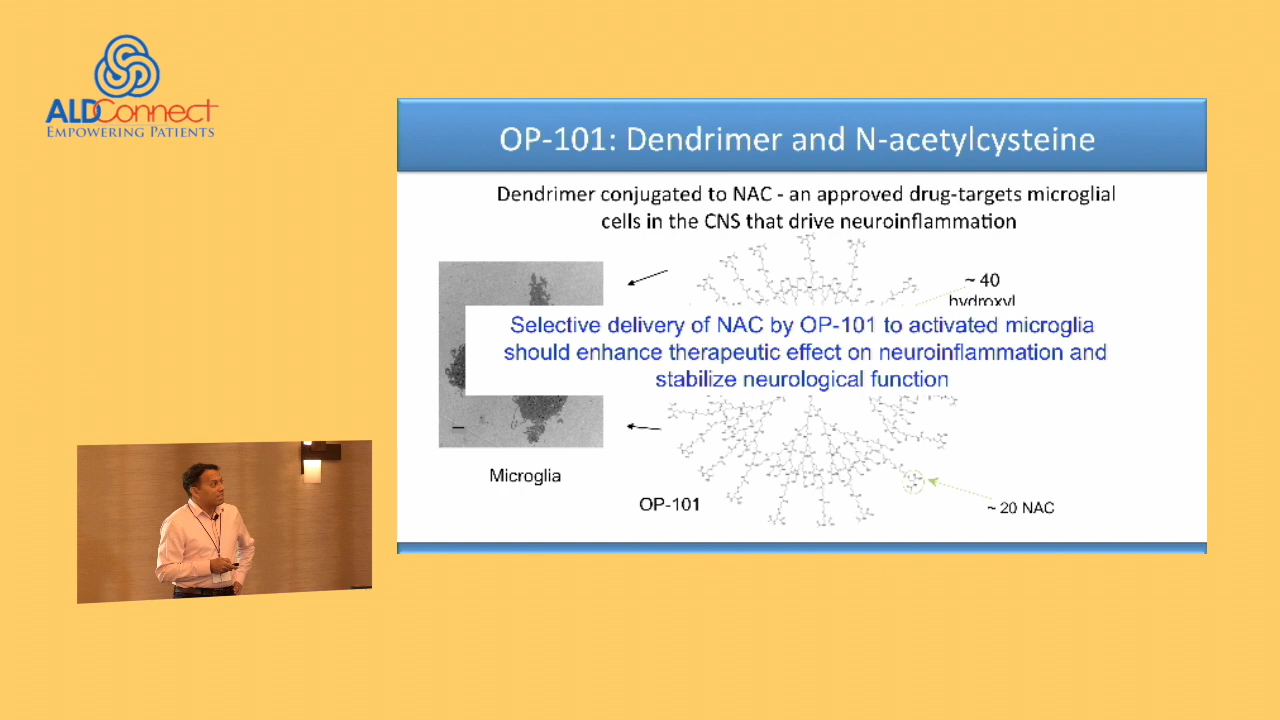 ALDConnect
EMPOWERING PATIENTS
OP-101: Dendrimer and N-acetylcysteine
Dendrimer conjugated to NAC - an approved drug-targets microglial
cells in the CNS that drive neuroinflammation
~ 40
hydroxyl
Selective delivery of NAC by OP-101 to activated microglia
should enhance therapeutic effect on neuroinflammation and
stabilize neurological function
Microglia
OP-101
~ 20 NAC